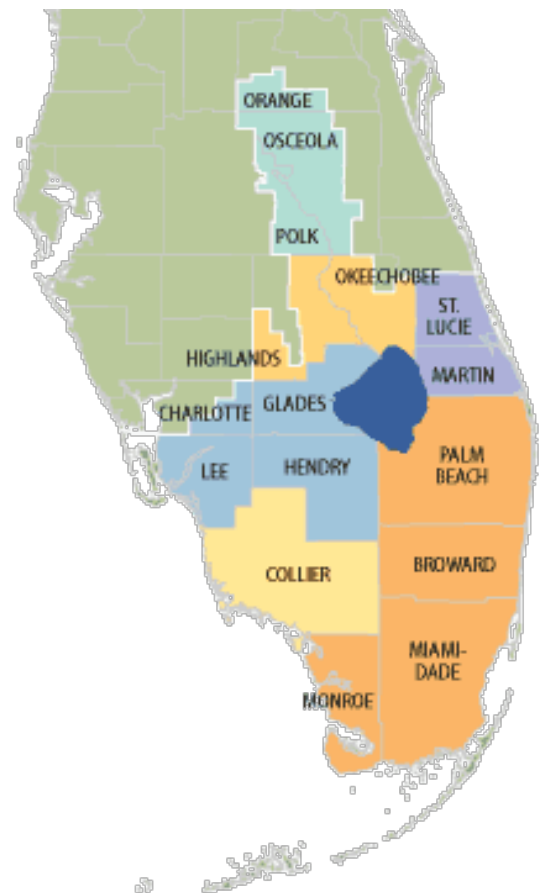 ORANGE
OSCEOLA
POLK
OKEECHOBEE
ST.
LUCIE
HIGHLANDS
MARTIN
CHARLOTTE
GLADES
LEE
HENDRY
PALM
BEACH
COLLIER
BROWARD
MIAMI-
DADE
MONROE